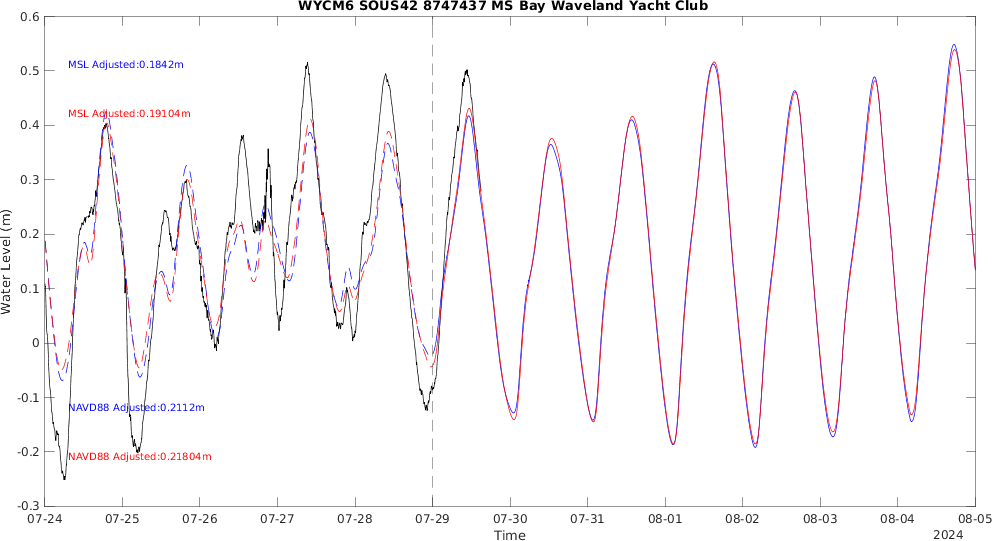 WYCM6 SOUS42 8747437 MS Bay Waveland Yacht Club
0.6
0.5
0.4
0.3
0.2
0.1
0
-0.1
-0.2
-0.3
Water Level (m)
MSL Adjusted:0.1842m
MSL Adjusted:0.19104m
NAVD88 Adjusted:0.2112m
NAVD88 Adjusted:0.21804m
07-24 07-25 07-26 07-27 07-28 07-29 07-30 07-31 08-01 08-02 08-03 08-04 08-05
Time
2024